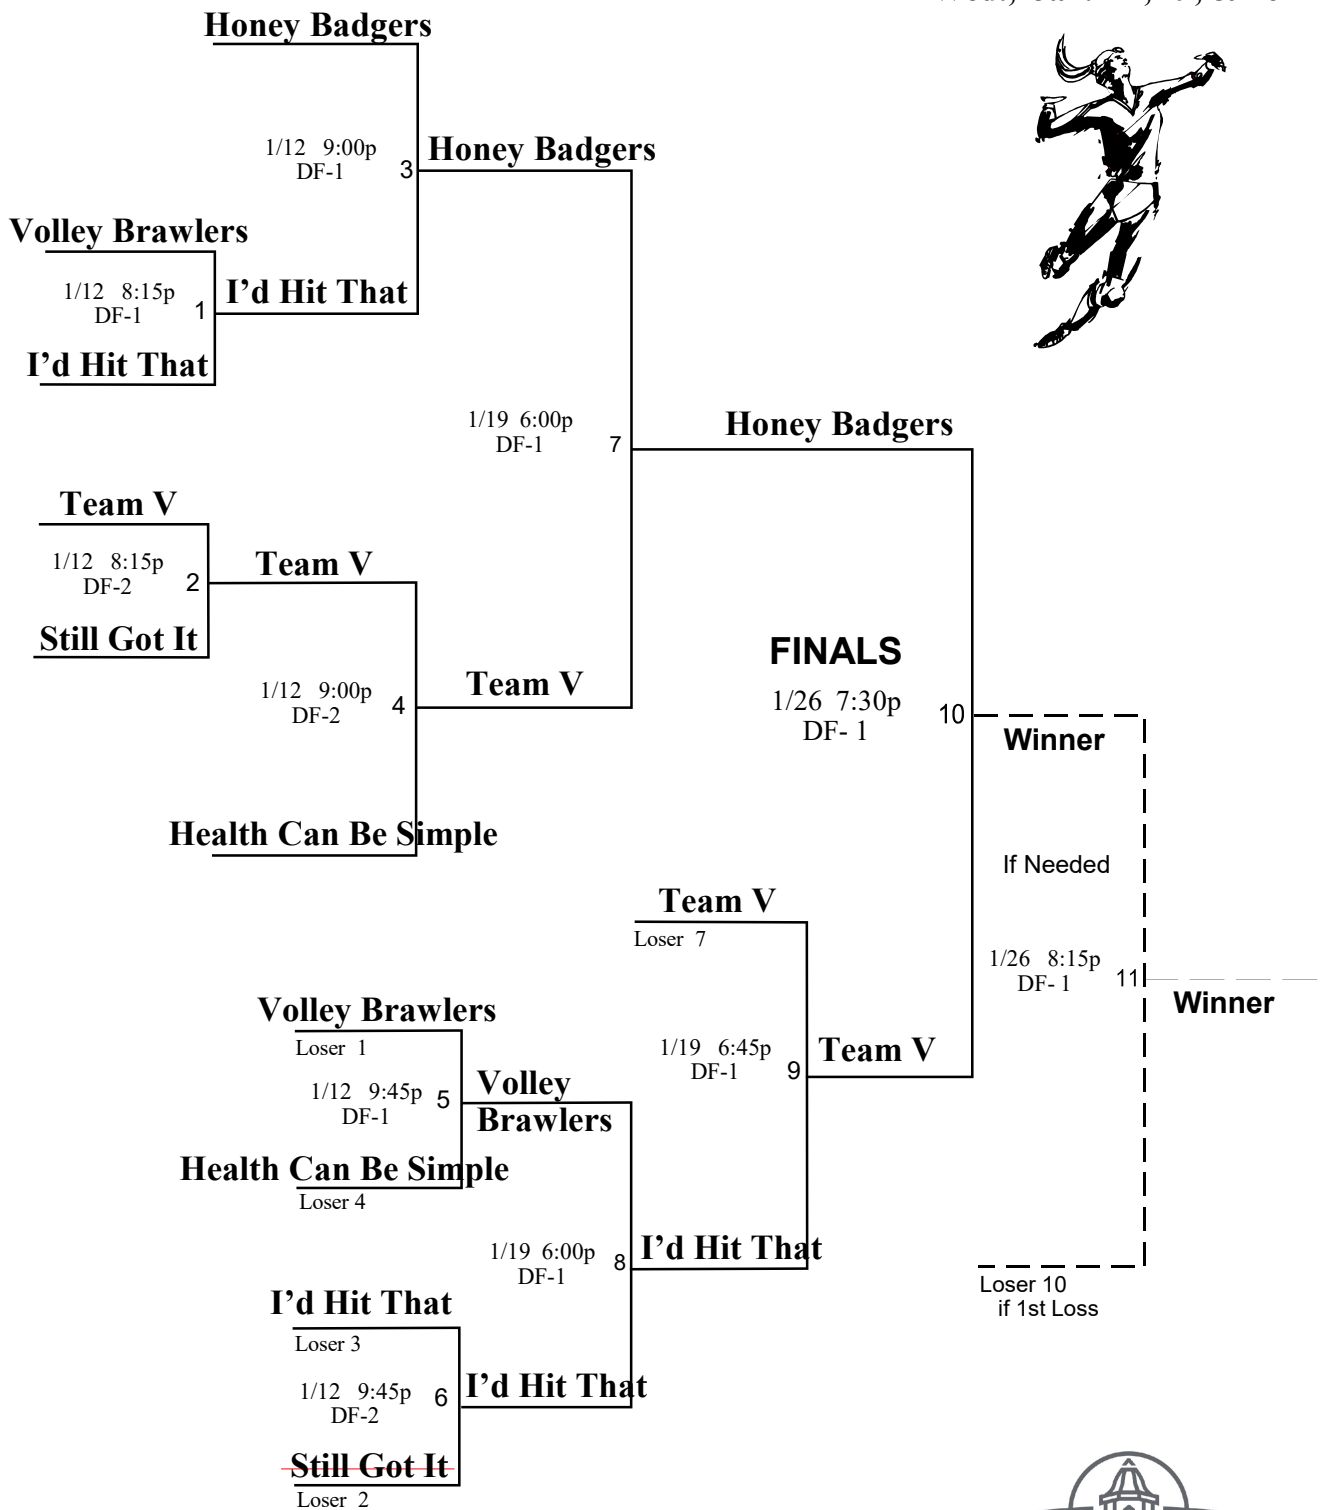 Honey Badgers
1/12 9:00p
DF-1
3
Honey Badgers
Volley Brawlers
1/12 8:15p
DF-1
1
I’d Hit That
I’d Hit That
1/19 6:00p
DF-1
7
Honey Badgers
Team V
1/12 8:15p
DF-2
2
Team V
Still Got It
1/12 9:00p
DF-2
4
Team V
Health Can Be Simple
FINALS
1/26 7:30p
DF- 1
10
Winner
If Needed
1/26 8:15p
DF- 1
11
Winner
Loser 10
if 1st Loss
Team V
Loser 7
1/19 6:45p
DF-1
9
Team V
Volley Brawlers
Loser 1
1/12 9:45p
DF-1
5
Volley
Brawlers
Health Can Be Simple
Loser 4
1/19 6:00p
DF-1
8
I’d Hit That
I’d Hit That
Loser 3
1/12 9:45p
DF-2
6
I’d Hit That
Still Got It
Loser 2